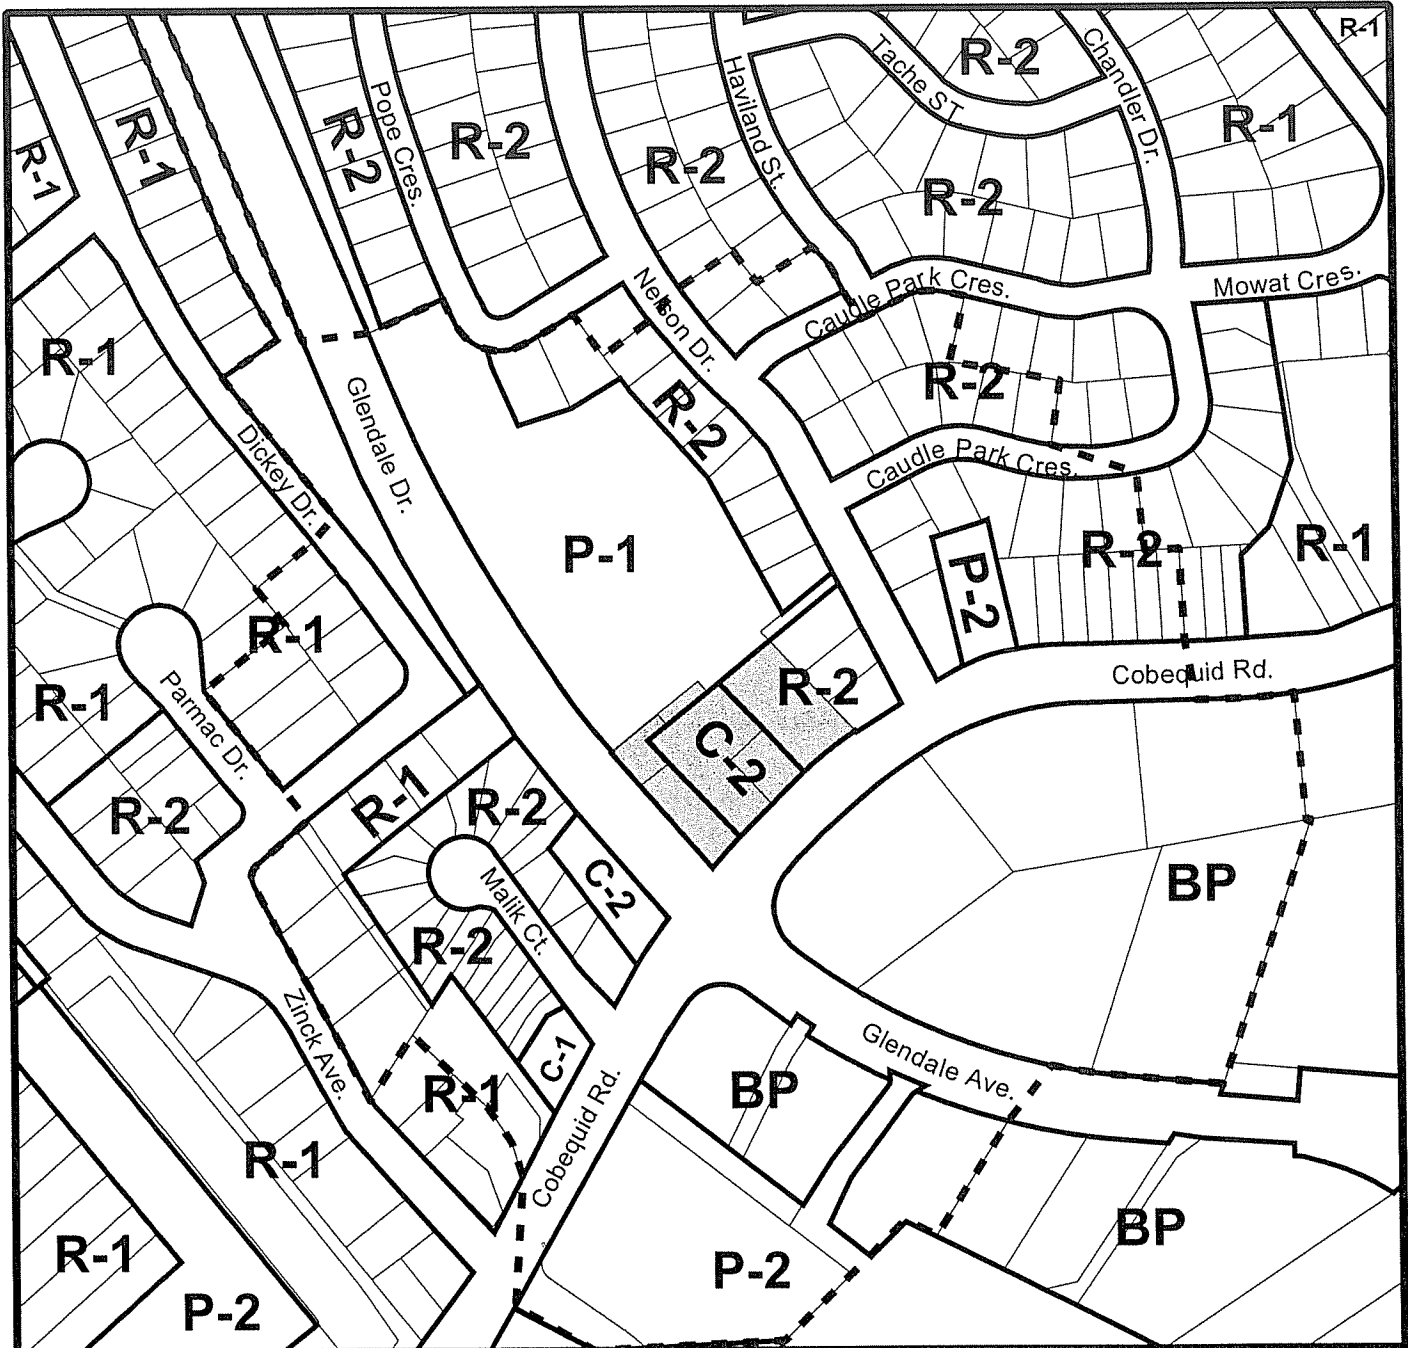 R-1
R-2
Tache ST.
Chandler Dr.
Haviland St.
Pope Cres.
R-1
R-2
R-2
R-1
R-1
R-2
R-2
Caudle Park Cres.
Mowat Cres.
Nelson Dr.
R-1
Glendale Dr.
R-2
R-2
Dickey Dr.
Caudle Park Cres.
P-1
R-2
R-1
P-2
R-1
Cobequid Rd.
R-2
R-1
Parmac Dr.
C-2
R-1
R-2
R-2
BP
C-2
Malik Ct.
R-2
Zinck Ave.
C-1
Glendale Ave.
R-1
BP
Cobequid Rd.
R-1
BP
R-1
P-2
P-2